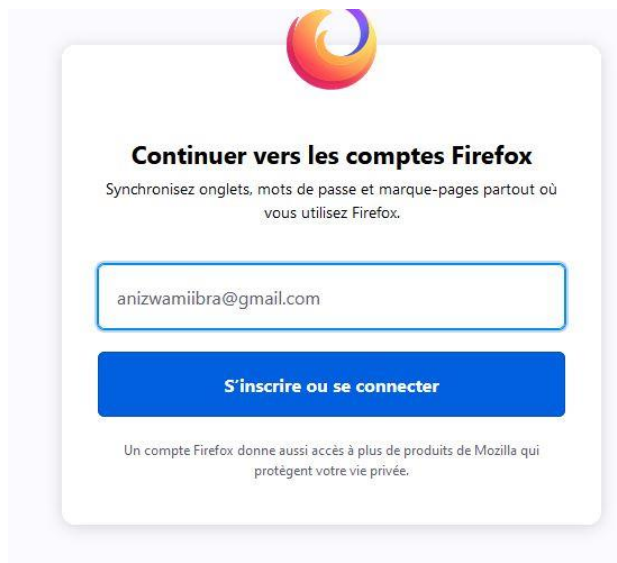 Continuer vers les comptes Firefox
Synchronisez onglets, mots de passe et marque-pages partout où
vous utilisez Firefox.
anizwamiibra@gmail.com
S'inscrire ou se connecter
Un compte Firefox donne aussi accès à plus de produits de Mozilla qui
protègent votre vie privée.